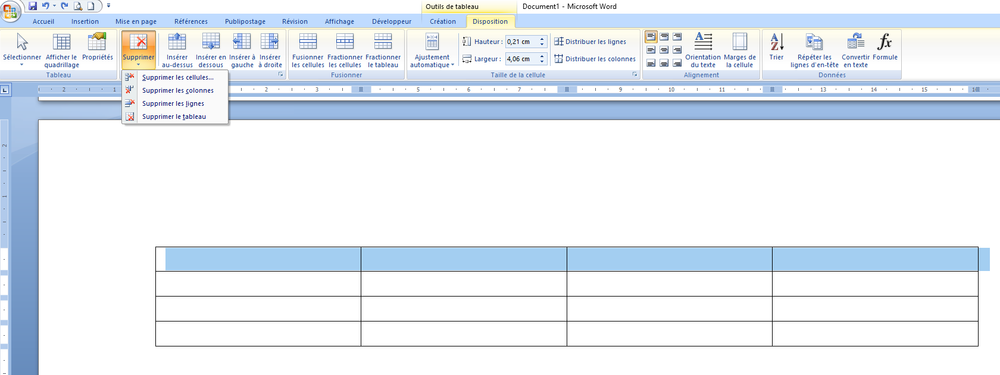 Outils de tableau
Document1 - Microsoft Word
Accueil
Insertion
Mise en page
Références
Publipostage
Révision
Affichage
Développeur
Création
Disposition
Sélectionner
Afficher le
quadrillage
Propriétés
Tableau
Supprimer
Insérer
au-dessus
Insérer en
dessous
Insérer à
gauche
Insérer
à droite
Fusionner
les cellules
Fractionner
les cellules
Fractionner
le tableau
Fusionner
Ajustement
automatique
Hauteur :
0,21 cm
Largeur :
4,06 cm
Distribuer les lignes
Distribuer les colonnes
Taille de la cellule
Orientation
du texte
Marges de
la cellule
Alignement
A
Z
Trier
Répéter les
lignes d'en-tête
Convertir
en texte
fx
Formule
Données
Supprimer les cellules...
Supprimer les colonnes
Supprimer les lignes
Supprimer le tableau
L
2 1 2 3 5 6 7 9 10 11 13 14 15
2
1